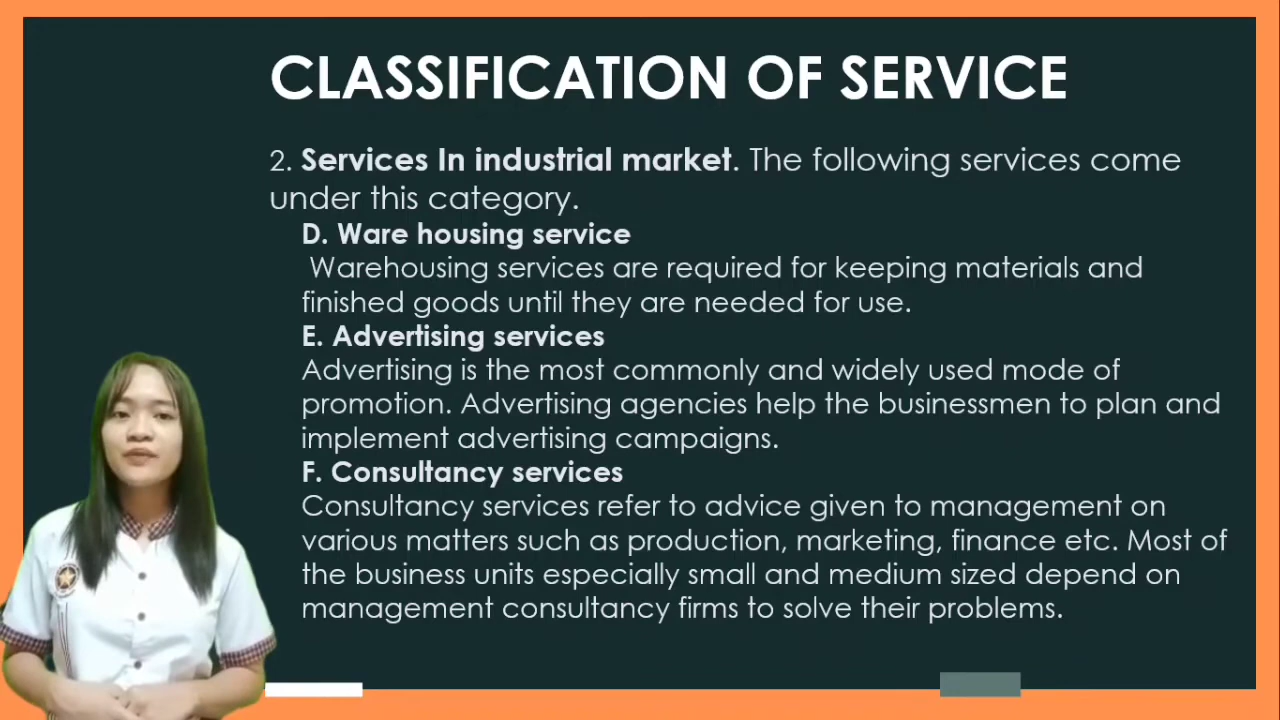 CLASSIFICATION OF SERVICE
2. Services In industrial market. The following services come
under this category.
D. Ware housing service
Warehousing services are required for keeping materials and
finished goods until they are needed for use.
E. Advertising services
Advertising is the most commonly and widely used mode of
promotion. Advertising agencies help the businessmen to plan and
implement advertising campaigns.
F. Consultancy services
Consultancy services refer to advice given to management on
various matters such as production, marketing, finance etc. Most of
the business units especially small and medium sized depend on
management consultancy firms to solve their problems.